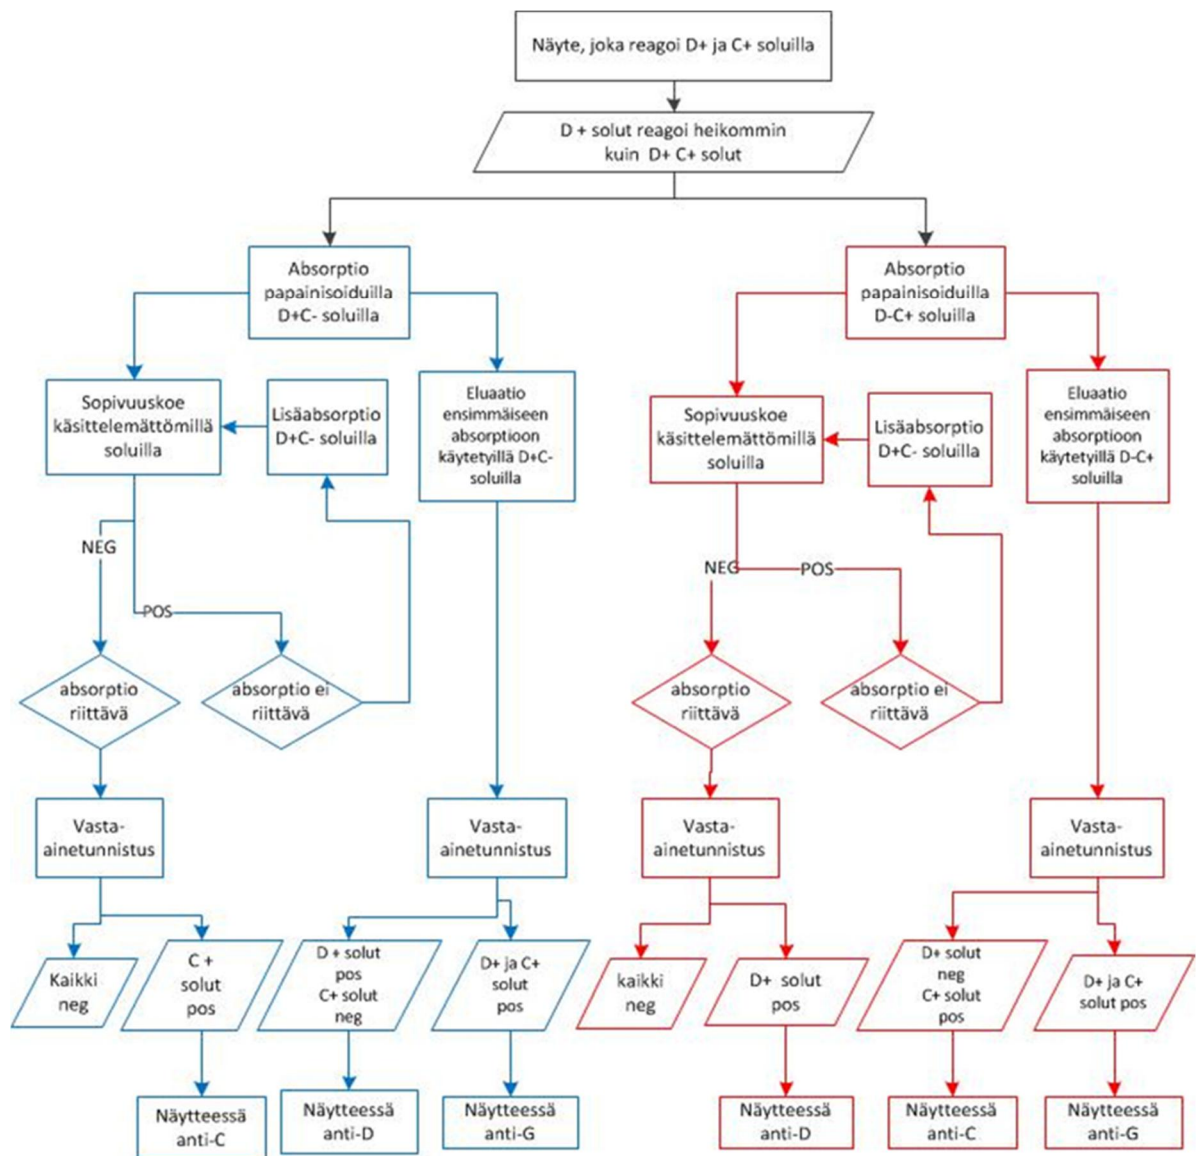 Näyte, joka reagoi D+ ja C+ soluilla
D + solut reagoi heikommin
kuin D+ C+ solut
Absorptio
papainisoiduilla
D+C- soluilla
Absorptio
papainisoiduilla
D-C+ soluilla
Sopivuuskoe
käsittelemättömillä
soluilla
Lisäabsorptio
D+C- soluilla
Eluaatio
ensimmäiseen
absorptioon
käytetyillä D+C-
soluilla
Sopivuuskoe
käsittelemättömillä
soluilla
Lisäabsorptio
D+C- soluilla
Eluaatio
ensimmäiseen
absorptioon
käytetyillä D-C+
soluilla
NEG
POS
NEG
POS
absorptio
riittävä
absorptio ei
riittävä
absorptio
riittävä
absorptio ei
riittävä
Vasta-
ainetunnistus
Vasta-
ainetunnistus
Vasta-
ainetunnistus
Vasta-
ainetunnistus
Kaikki
neg
C +
solut
pos
D + solut
pos
C+ solut
neg
D+ ja C+
solut
pos
kaikki
neg
D+ solut
pos
D+ solut
neg
C+ solut
pos
D+ ja C+
solut pos
Näytteessä
anti-C
Näytteessä
anti-D
Näytteessä
anti-G
Näytteessä
anti-D
Näytteessä
anti-C
Näytteessä
anti-G